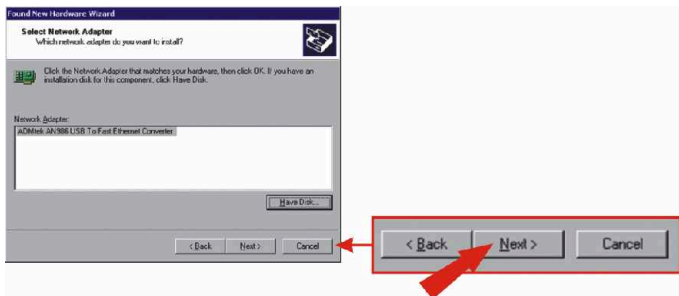 Found New Hardware Wizard
Select Network Adapter
Which network adapter do you want to install?
Click the Network Adapter that matches your hardware, then click OK. If you have an
installation disk for this component, click Have Disk.
Network Adapter:
ADMtek AN986 USB To Fast Ethernet Converter
Have Disk...
< Back Next > Cancel
< Back Next > Cancel